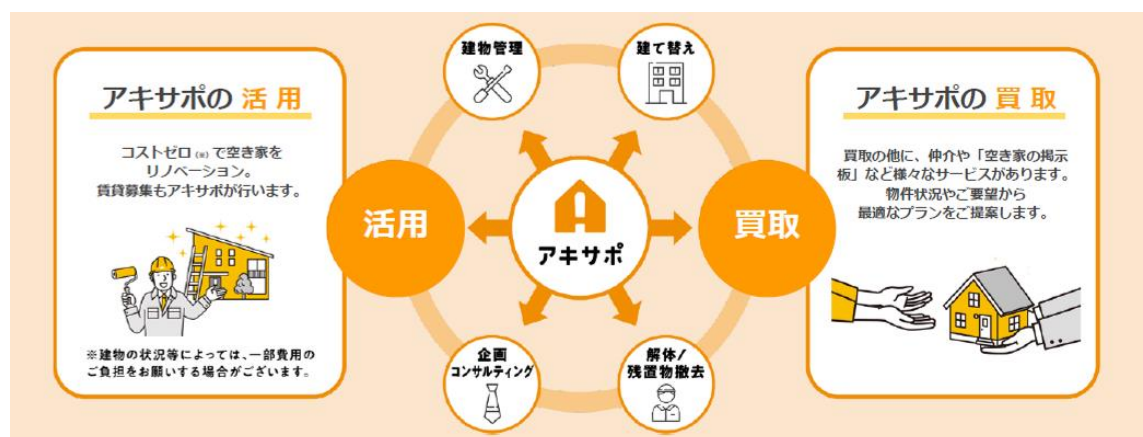 アキサポの 活用
コストゼロ(※)で空き家を
リノベーション。
賃貸募集もアキサポが行います。
※建物の状況等によっては、一部費用の
ご負担をお願いする場合がございます。
建物管理
建て替え
活用
アキサポ
買取
企画
コンサルティング
解体/
残置物撤去
アキサポの 買取
買取の他に、仲介や「空き家の掲示
板」など様々なサービスがあります。
物件状況やご要望から
最適なプランをご提案します。